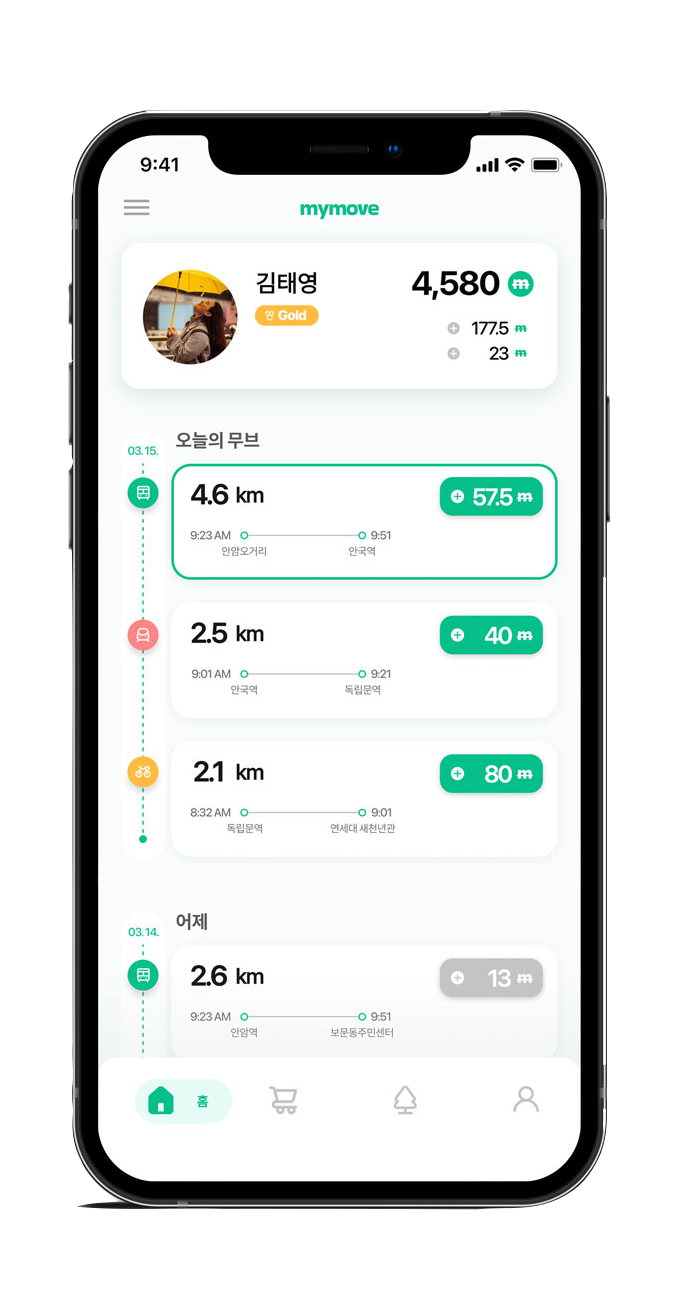 9:41
mymove
김태영
4,580 m
Gold
177.5 m
23 m
오늘의 무브
03.15.
4.6 km
57.5 m
9:23 AM 9:51
안암오거리 안국역
2.5 km
40 m
9:01 AM 9:21
안국역 독립문역
2.1 km
80 m
8:32 AM 9:01
독립문역 연세대 새천년관
어제
03.14.
2.6 km
13 m
9:23 AM 9:51
안암역 보문동주민센터
홈